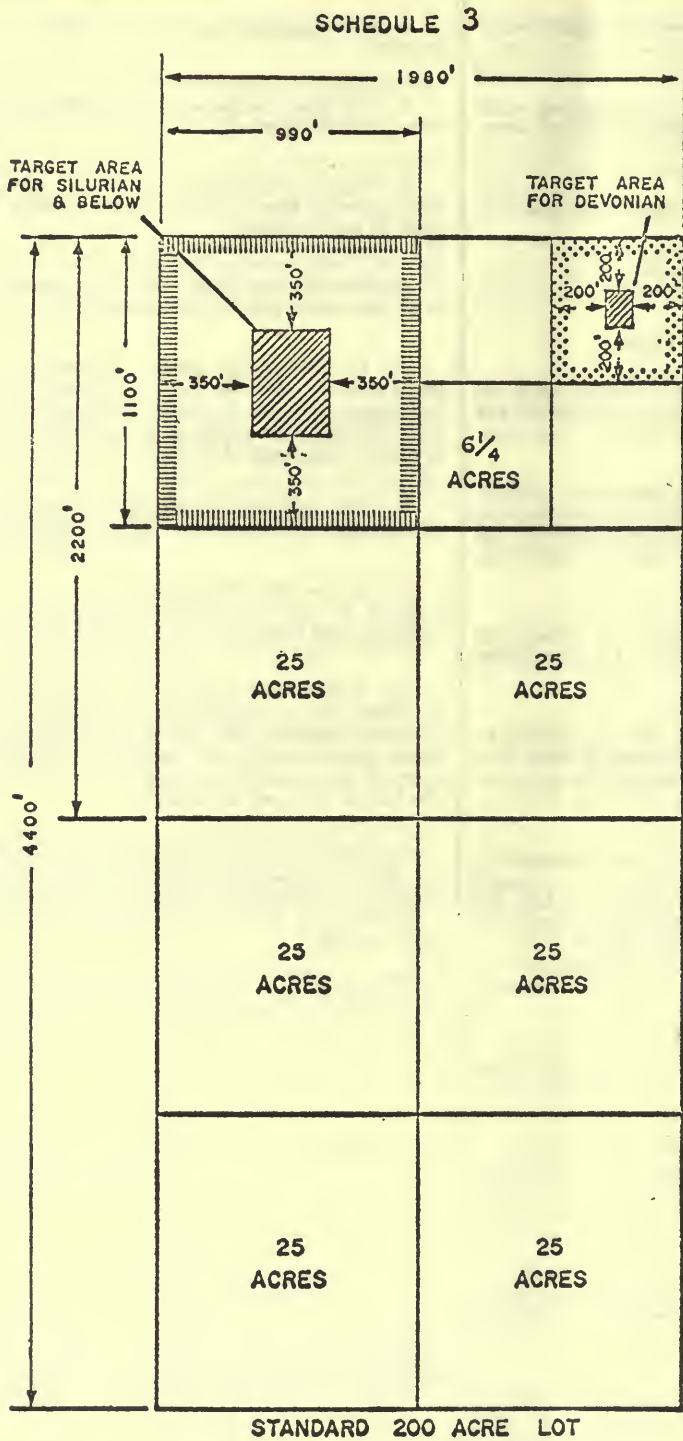 SCHEDULE 3
1980'
990'
TARGET AREA
FOR SILURIAN
& BELOW
TARGET AREA
FOR DEVONIAN
350'
200'
200'
200'
200'
1100'
350'
350'
350'
6 1/4
ACRES
2200'
25
ACRES
25
ACRES
4400'
25
ACRES
25
ACRES
25
ACRES
25
ACRES
STANDARD 200 ACRE LOT